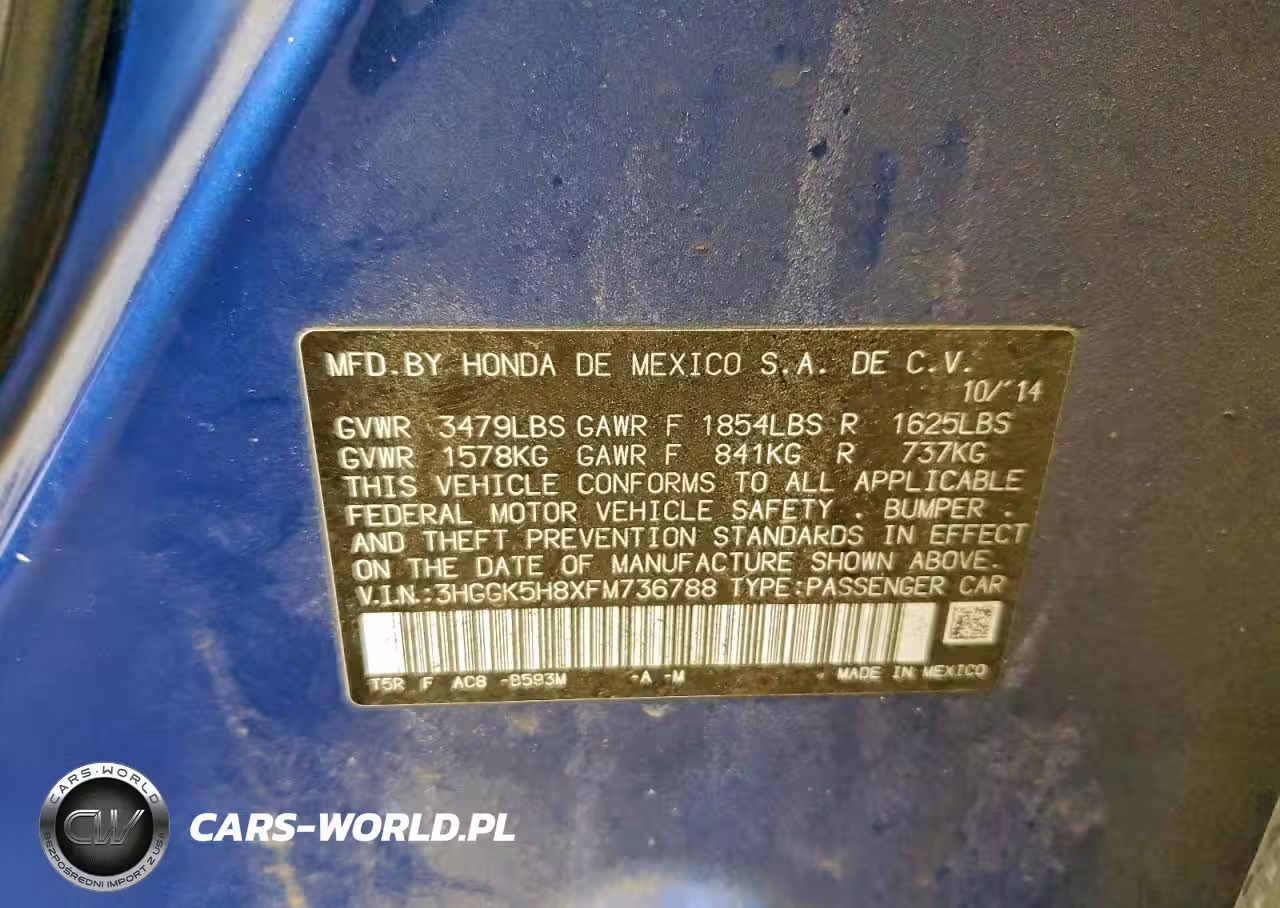 MFD.BY HONDA DE MEXICO S.A. DE C.V.
10/'14
GVWR 3479LBS GAWR F 1854LBS R 1625LBS
GVWR 1578KG GAWR F 841KG R 737KG
THIS VEHICLE CONFORMS TO ALL APPLICABLE
FEDERAL MOTOR VEHICLE SAFETY . BUMPER .
AND THEFT PREVENTION STANDARDS IN EFFECT
ON THE DATE OF MANUFACTURE SHOWN ABOVE.
V.I.N.:3HGGK5H8XFM736788 TYPE:PASSENGER CAR
T5R F AC8 -B593M -A -M MADE IN MEXICO
CARS-WORLD
CW
BEZPOŚREDNI IMPORT Z USA
CARS-WORLD.PL